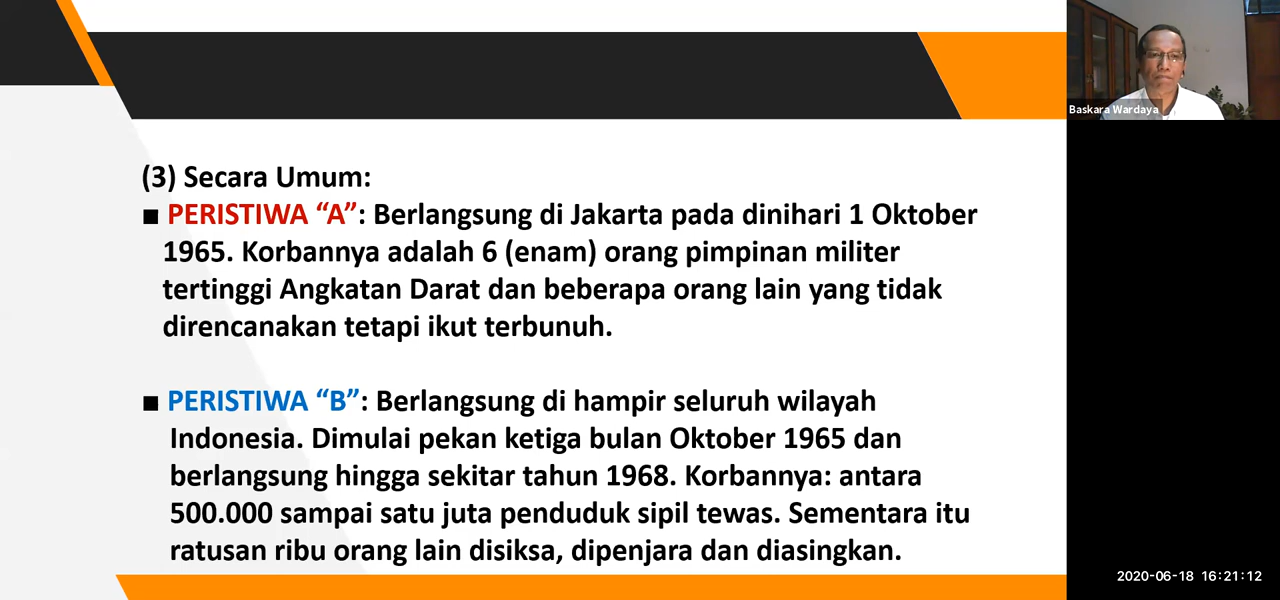 (3) Secara Umum:
■ PERISTIWA “A”: Berlangsung di Jakarta pada dinihari 1 Oktober
1965. Korbannya adalah 6 (enam) orang pimpinan militer
tertinggi Angkatan Darat dan beberapa orang lain yang tidak
direncanakan tetapi ikut terbunuh.
■ PERISTIWA “B”: Berlangsung di hampir seluruh wilayah
Indonesia. Dimulai pekan ketiga bulan Oktober 1965 dan
berlangsung hingga sekitar tahun 1968. Korbannya: antara
500.000 sampai satu juta penduduk sipil tewas. Sementara itu
ratusan ribu orang lain disiksa, dipenjara dan diasingkan.
Baskara Wardaya
2020-06-18 16:21:12